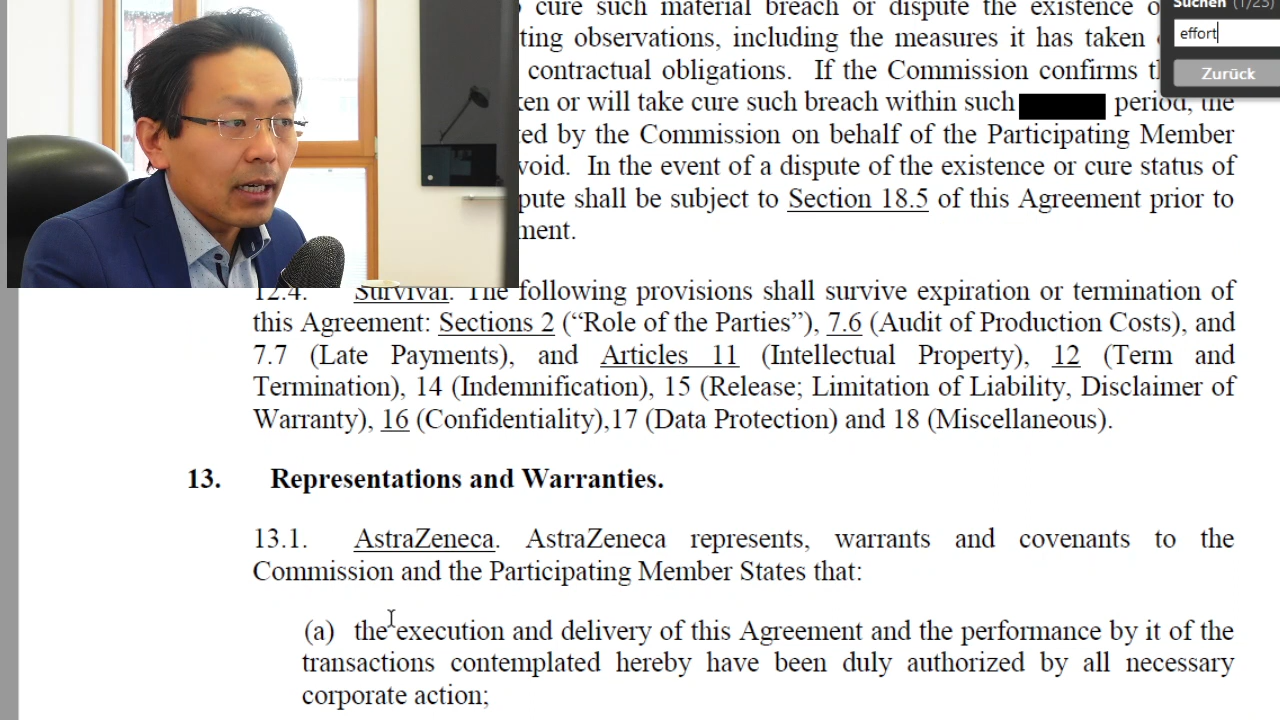 cure such material breach or dispute the existence o
Suchen (1/23)
effort
Zurück
ting observations, including the measures it has taken
contractual obligations. If the Commission confirms th
ken or will take cure such breach within such period, the
ed by the Commission on behalf of the Participating Member
void. In the event of a dispute of the existence or cure status of
pute shall be subject to Section 18.5 of this Agreement prior to
ment.
12.4. Survival. The following provisions shall survive expiration or termination of
this Agreement: Sections 2 (“Role of the Parties”), 7.6 (Audit of Production Costs), and
7.7 (Late Payments), and Articles 11 (Intellectual Property), 12 (Term and
Termination), 14 (Indemnification), 15 (Release; Limitation of Liability, Disclaimer of
Warranty), 16 (Confidentiality),17 (Data Protection) and 18 (Miscellaneous).
13. Representations and Warranties.
13.1. AstraZeneca. AstraZeneca represents, warrants and covenants to the
Commission and the Participating Member States that:
(a) the execution and delivery of this Agreement and the performance by it of the
transactions contemplated hereby have been duly authorized by all necessary
corporate action;